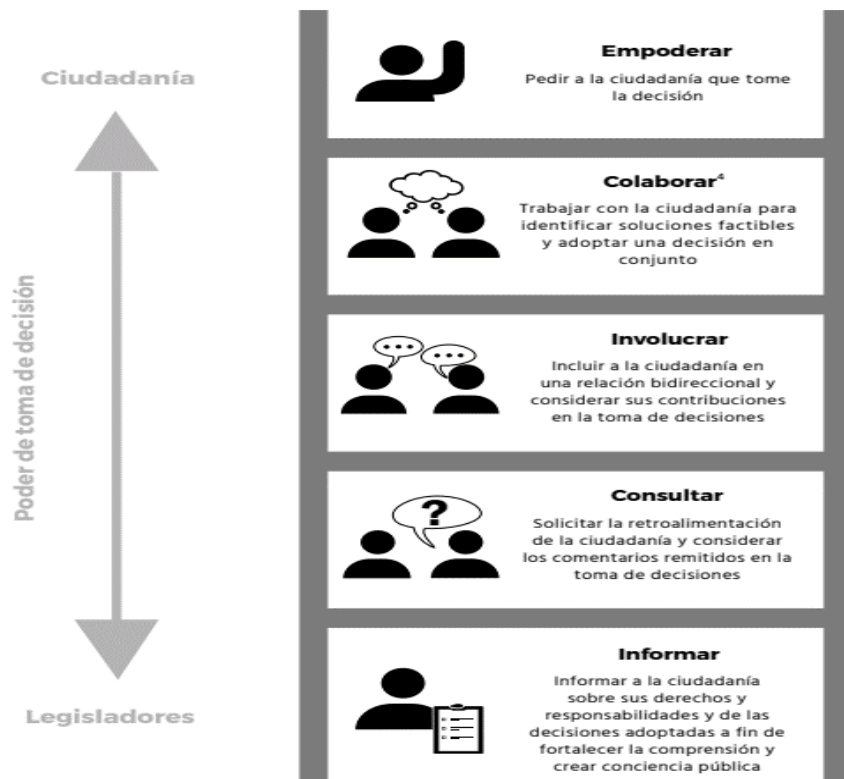 Ciudadanía
Poder de toma de decisión
Legisladores
Empoderar
Pedir a la ciudadanía que tome
la decisión
Colaborar⁴
Trabajar con la ciudadanía para
identificar soluciones factibles
y adoptar una decisión en
conjunto
Involucrar
Incluir a la ciudadanía en
una relación bidireccional y
considerar sus contribuciones
en la toma de decisiones
Consultar
?
Solicitar la retroalimentación
de la ciudadanía y considerar
los comentarios remitidos en la
toma de decisiones
Informar
Informar a la ciudadanía
sobre sus derechos y
responsabilidades y de las
decisiones adoptadas a fin de
fortalecer la comprensión y
crear conciencia pública